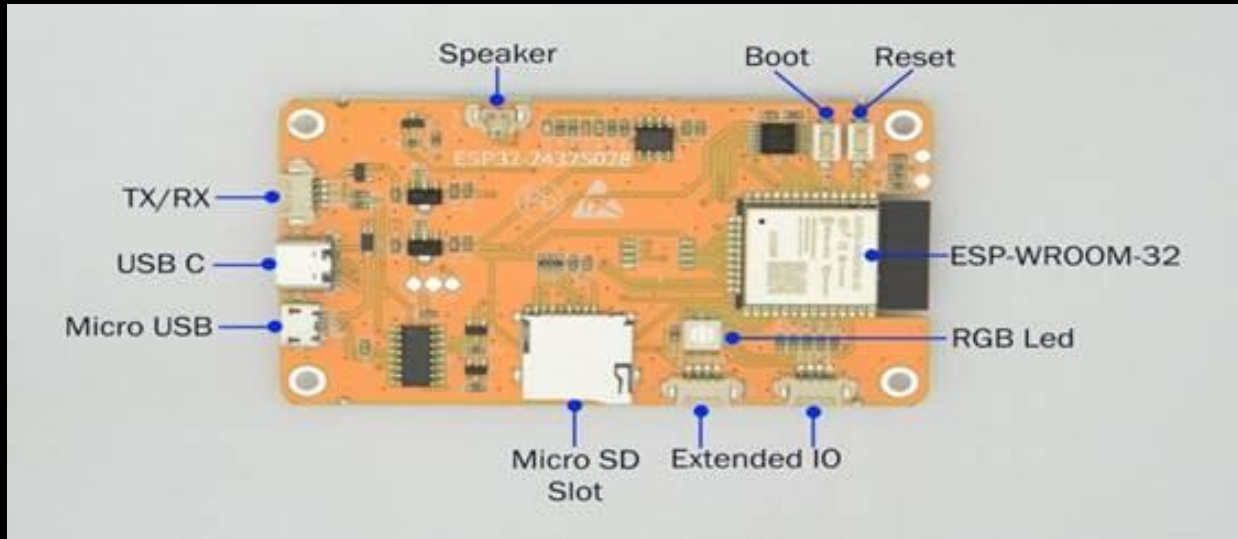 Speaker
Boot
Reset
ESP32-2432S028
TX/RX
USB C
ESP-WROOM-32
Micro USB
RGB Led
Micro SD
Slot
Extended IO